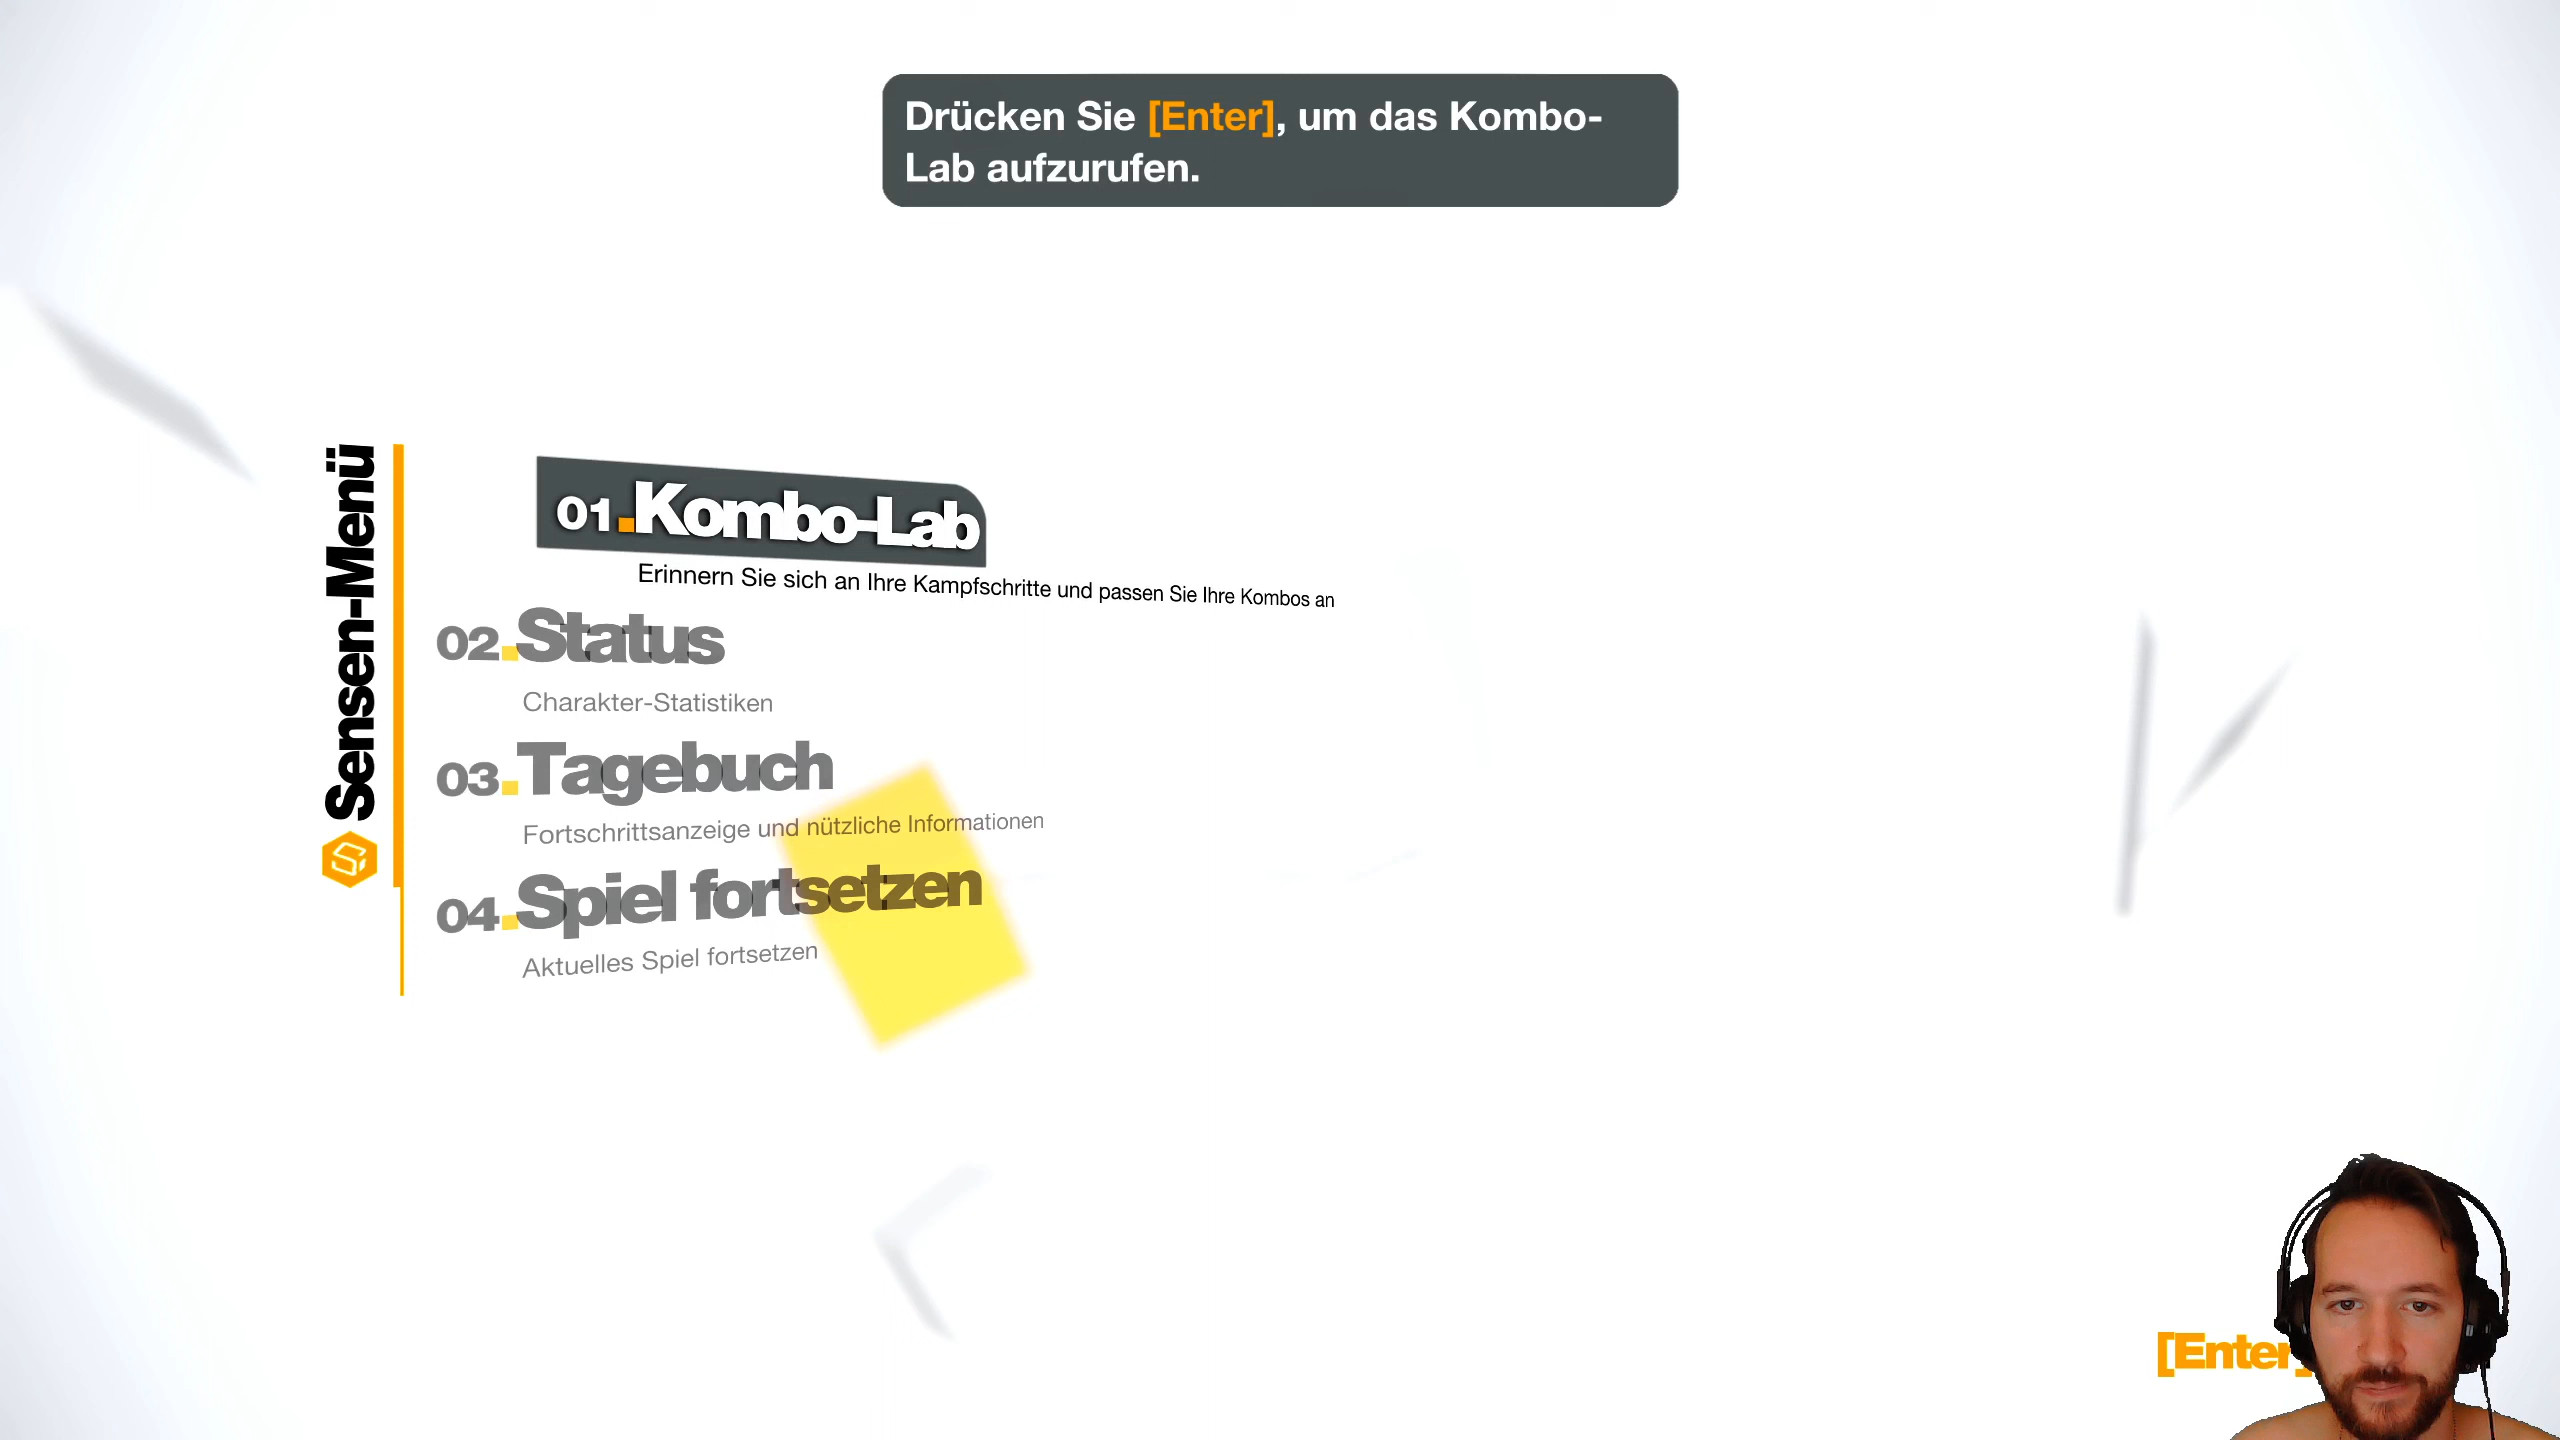 Drücken Sie [Enter], um das Kombo-
Lab aufzurufen.
Sensen-Menü
01.Kombo-Lab
Erinnern Sie sich an Ihre Kampfschritte und passen Sie Ihre Kombos an
02.Status
Charakter-Statistiken
03.Tagebuch
Fortschrittsanzeige und nützliche Informationen
04.Spiel fortsetzen
Aktuelles Spiel fortsetzen
[Enter]